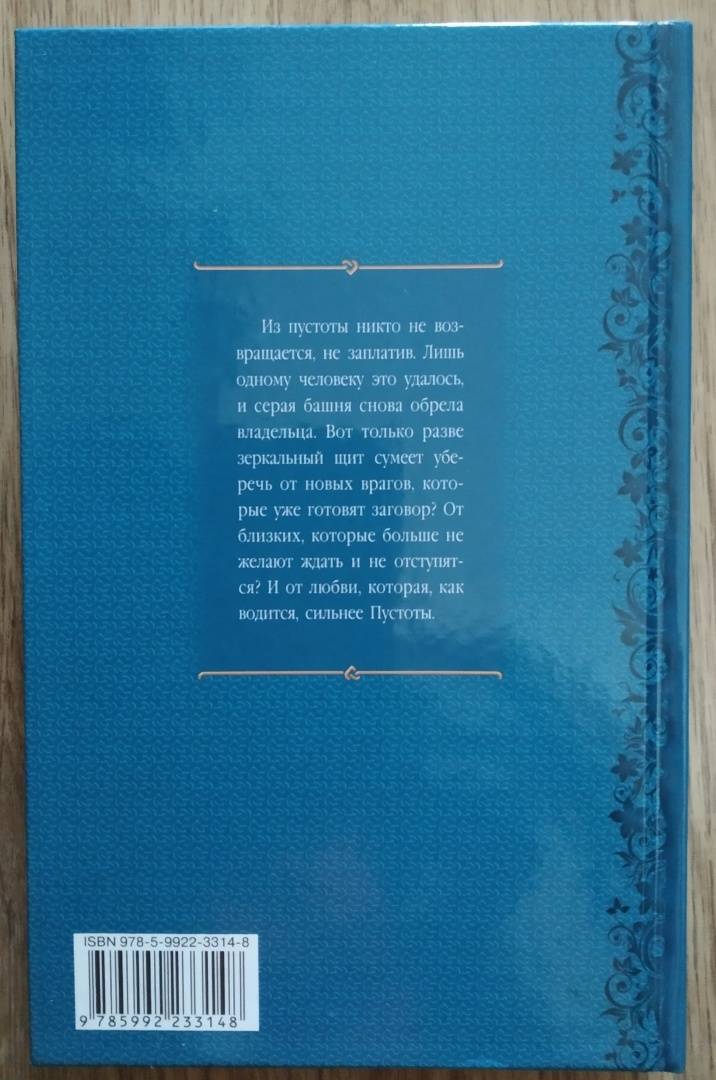 Из пустоты никто не воз-
вращается, не заплатив. Лишь
одному человеку это удалось,
и серая башня снова обрела
владельца. Вот только разве
зеркальный щит сумеет убе-
речь от новых врагов, кото-
рые уже готовят заговор? От
близких, которые больше не
желают ждать и не отступят-
ся? И от любви, которая, как
водится, сильнее Пустоты.
ISBN 978-5-9922-3314-8
9 785992 233148